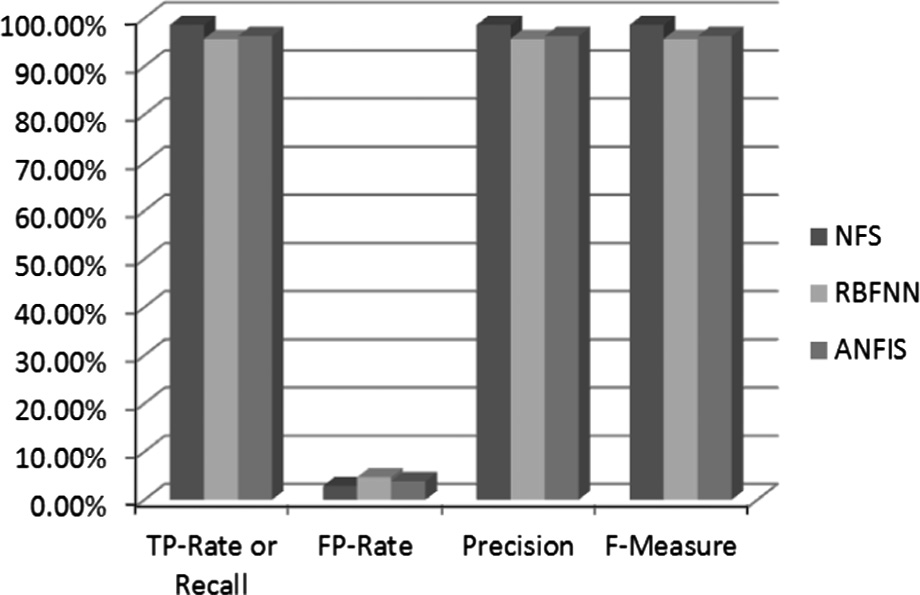 100.00%
90.00%
80.00%
70.00%
60.00%
50.00%
40.00%
30.00%
20.00%
10.00%
0.00%
TP-Rate or
Recall
FP-Rate
Precision
F-Measure
NFS
RBFNN
ANFIS